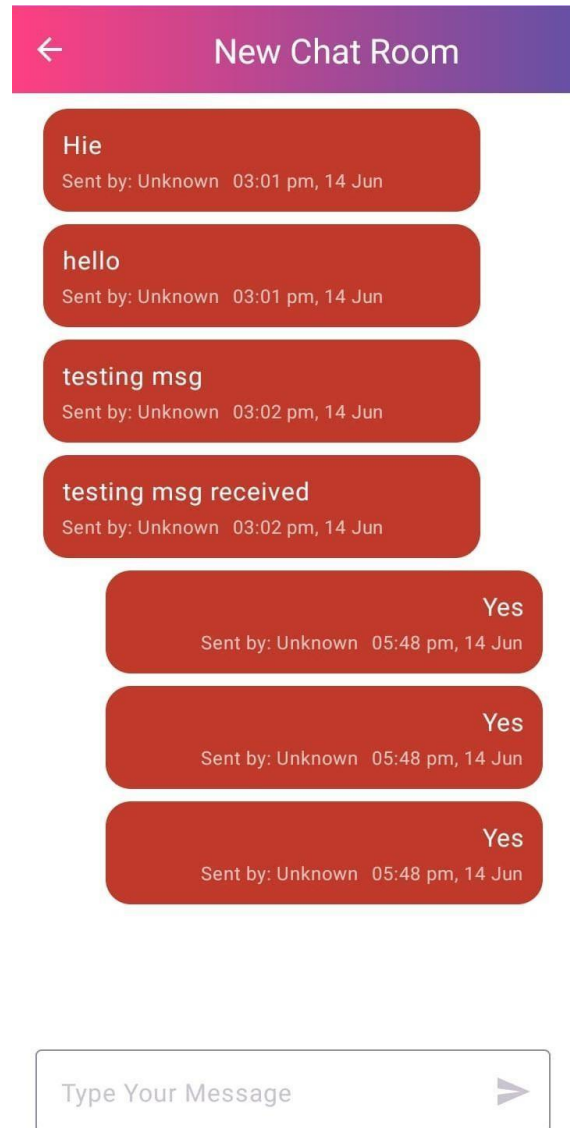 New Chat Room
Hie
Sent by: Unknown 03:01 pm, 14 Jun
hello
Sent by: Unknown 03:01 pm, 14 Jun
testing msg
Sent by: Unknown 03:02 pm, 14 Jun
testing msg received
Sent by: Unknown 03:02 pm, 14 Jun
Yes
Sent by: Unknown 05:48 pm, 14 Jun
Yes
Sent by: Unknown 05:48 pm, 14 Jun
Yes
Sent by: Unknown 05:48 pm, 14 Jun
Type Your Message